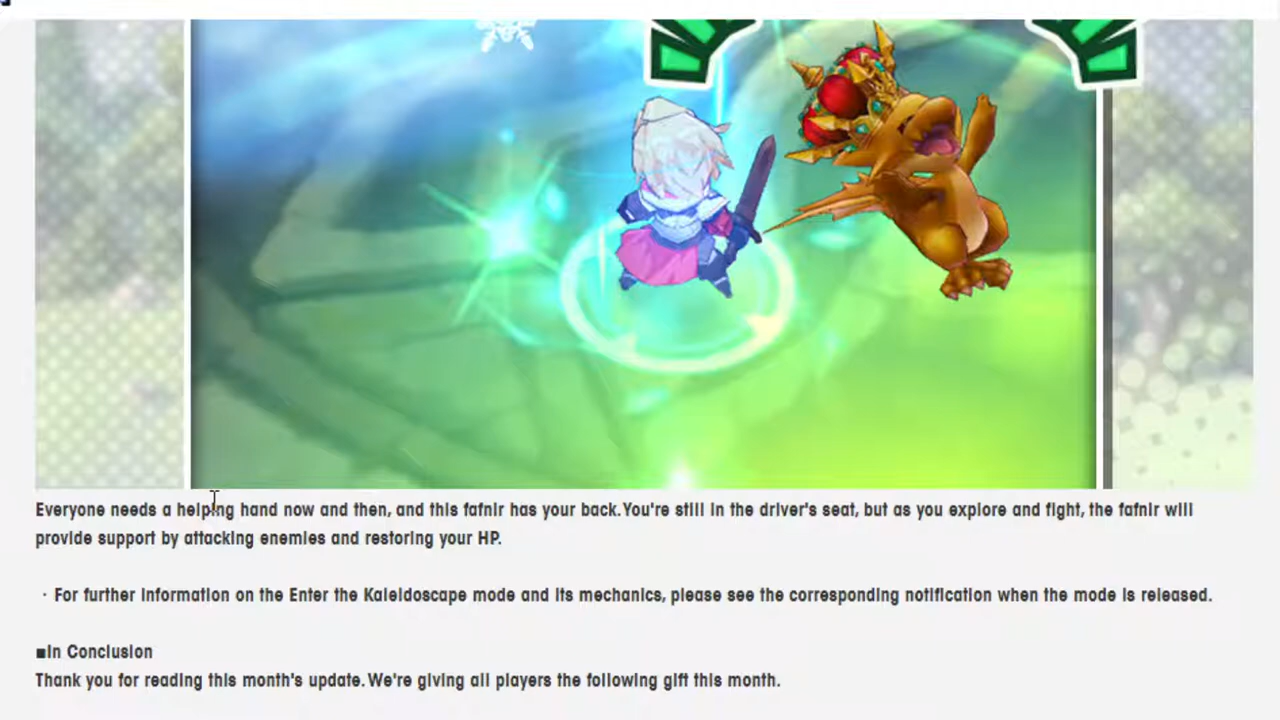 Everyone needs a helping hand now and then, and this fafnir has your back. You're still in the driver's seat, but as you explore and fight, the fafnir will
provide support by attacking enemies and restoring your HP.
・For further information on the Enter the Kaleidoscape mode and its mechanics, please see the corresponding notification when the mode is released.
■In Conclusion
Thank you for reading this month's update. We're giving all players the following gift this month.